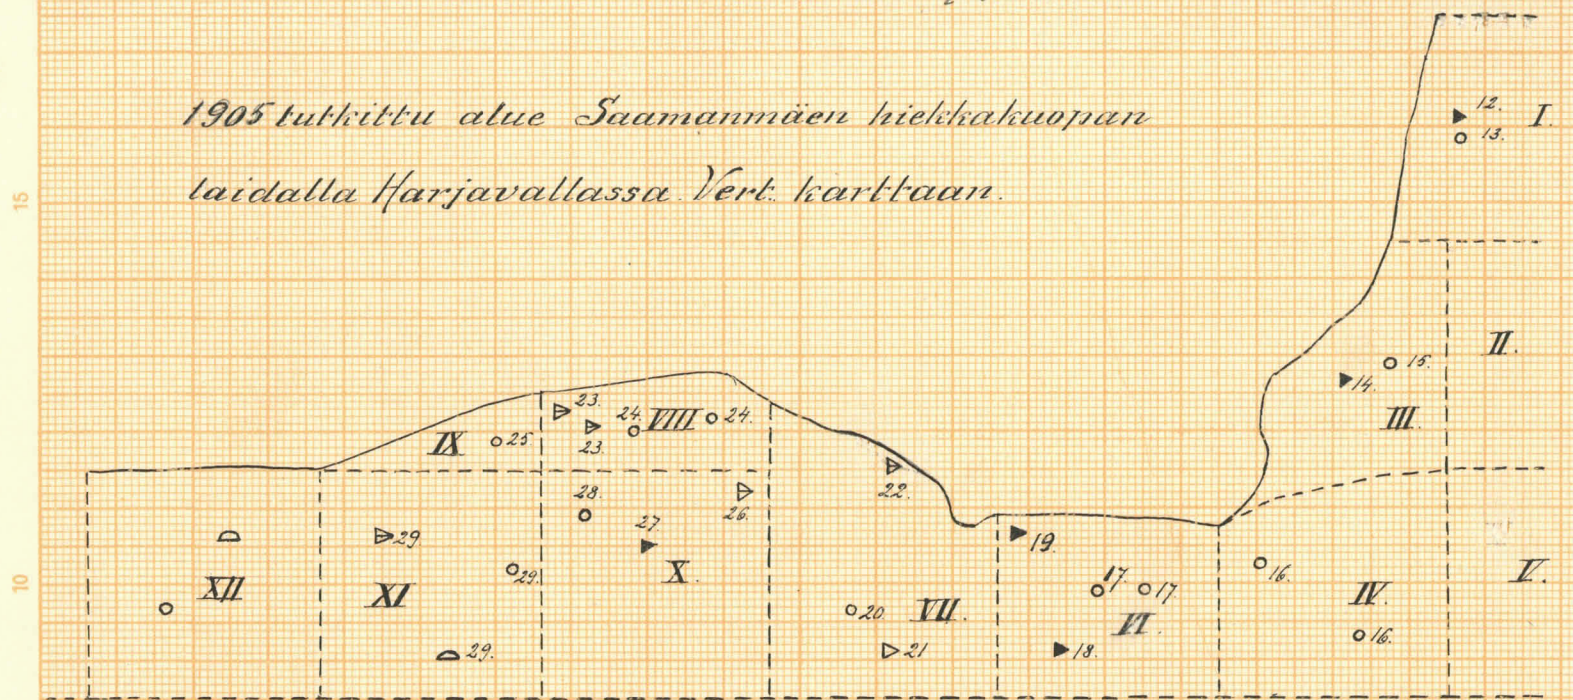 1905 tutkittu alue Saamanmäen hiekkakuopan
laidalla Harjavallassa. Vert. karttaan.
15
10
12.
13.
I.
II.
15.
14.
III.
23.
24.
VIII
24.
23.
IX
25
22.
28.
26.
27.
X.
29.
29.
XI
29.
XII
19.
17.
17.
VI.
18.
20.
VII.
21
16.
IV.
16.
V.